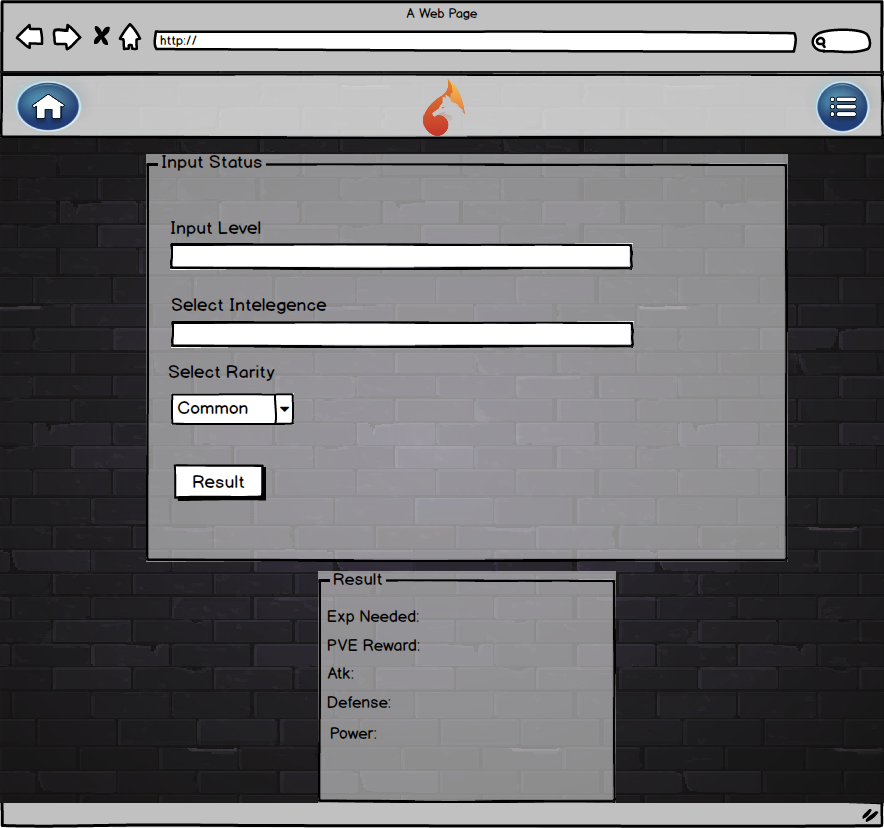 A Web Page
http://
Input Status
Input Level
Select Intelegence
Select Rarity
Common
Result
Result
Exp Needed:
PVE Reward:
Atk:
Defense:
Power: